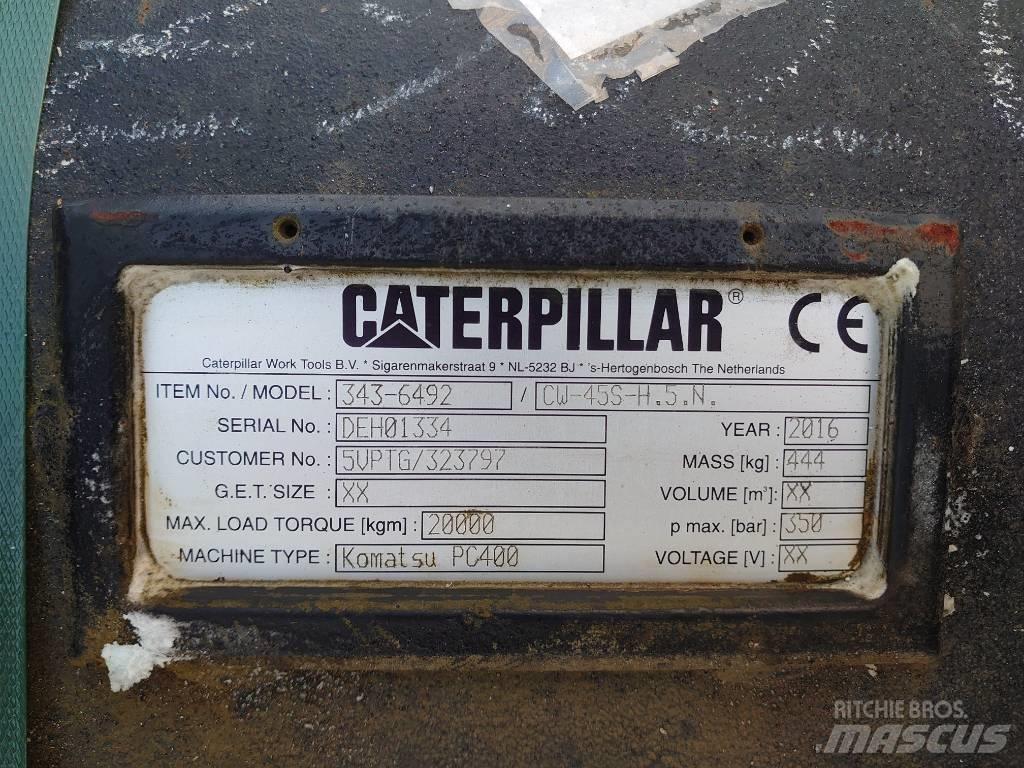 CATERPILLAR® CE
Caterpillar Work Tools B.V. * Sigarenmakerstraat 9 * NL-5232 BJ * 's-Hertogenbosch The Netherlands
ITEM No. / MODEL : 343-6492 / CW-45S-H.5.N.
SERIAL No. : DEH01334 YEAR : 2016
CUSTOMER No. : 5VPTG/323797 MASS [kg] : 444
G.E.T. SIZE : XX VOLUME [m³]: XX
MAX. LOAD TORQUE [kgm] : 20000 p max. [bar] : 350
MACHINE TYPE : Komatsu PC400 VOLTAGE [V] : XX
RITCHIE BROS.
MASCUS